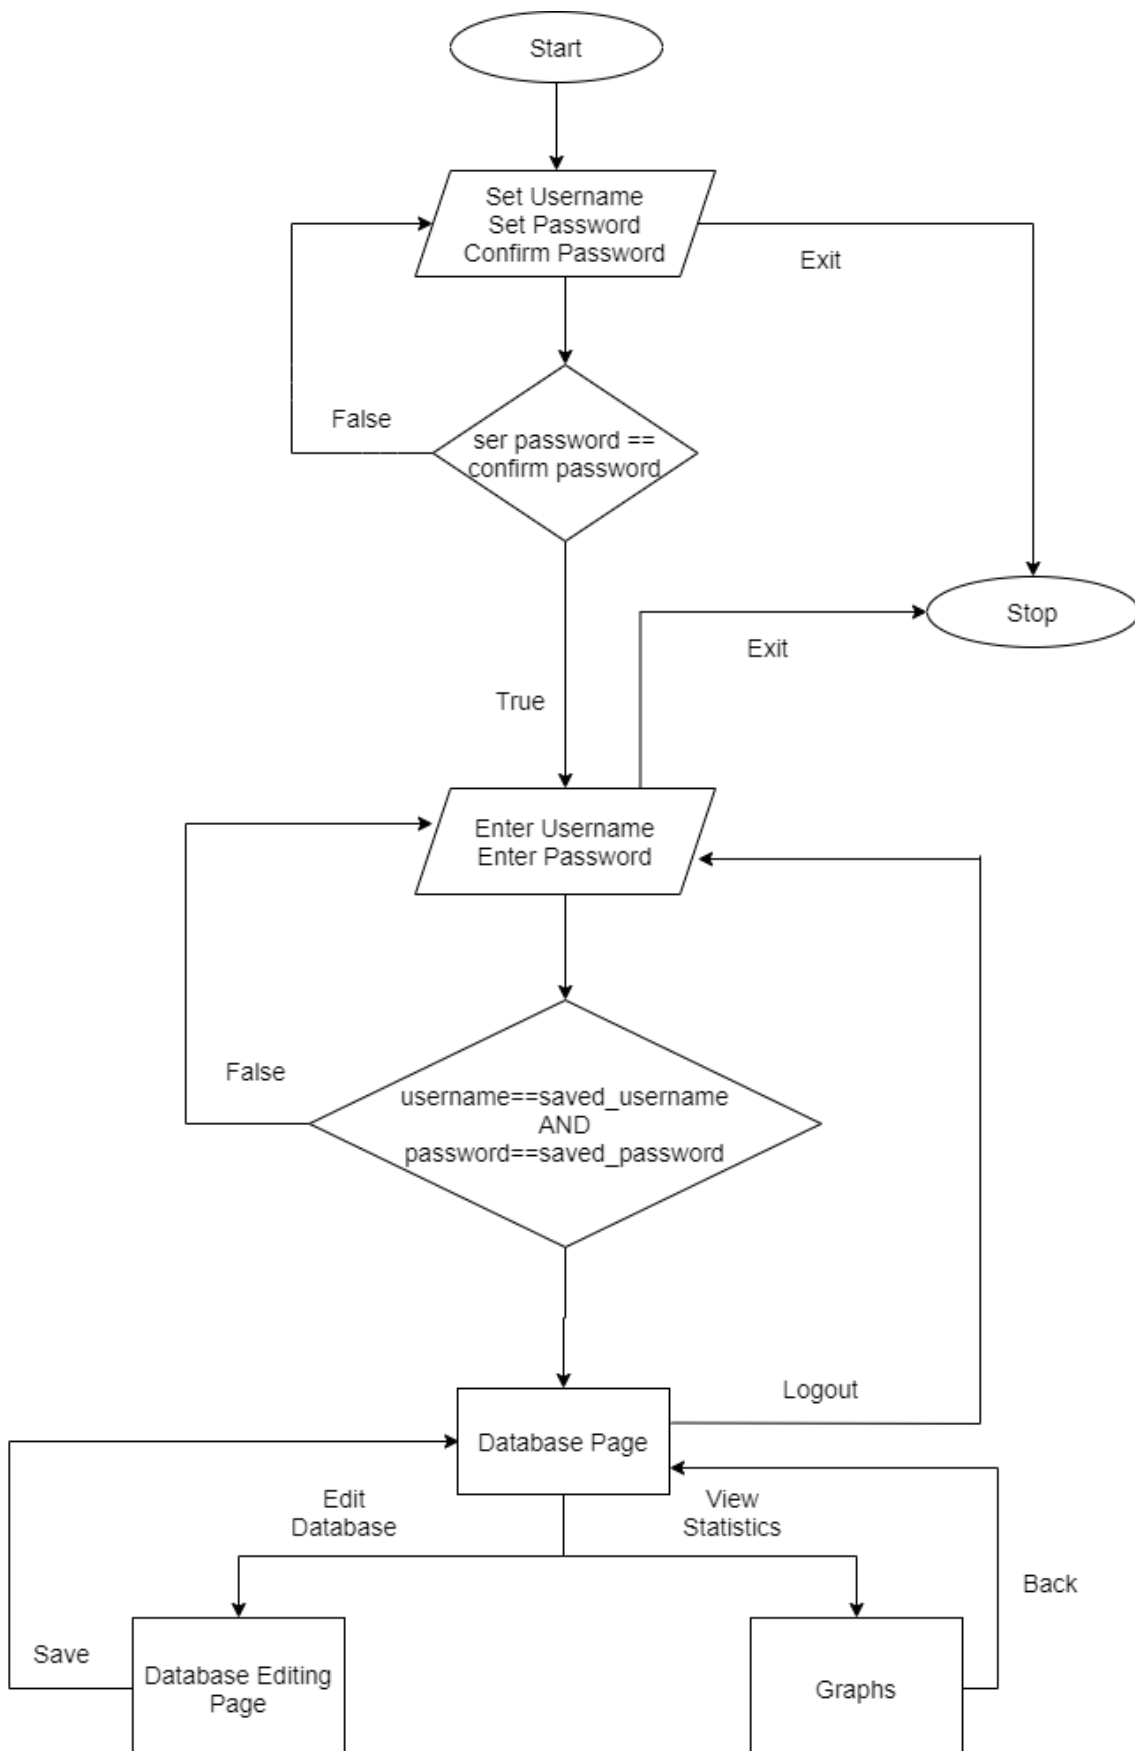 Start
Set Username
Set Password
Confirm Password
Exit
False
ser password ==
confirm password
Stop
Exit
True
Enter Username
Enter Password
False
username==saved_username
AND
password==saved_password
Logout
Database Page
Edit
Database
View
Statistics
Back
Save
Database Editing
Page
Graphs